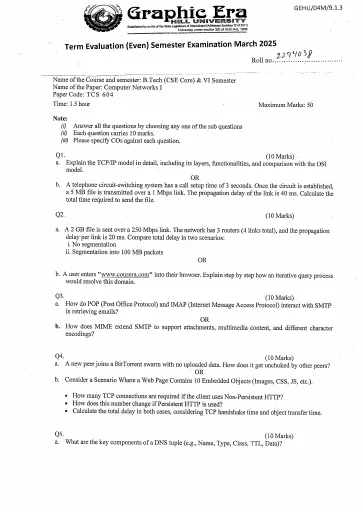 GEHU/04M/9.1.3
Graphic Era
HILL UNIVERSITY
University under section 2(f) of UGC Act, 1956
Term Evaluation (Even) Semester Examination March 2025
Roll no. 2294038
Name of the Course and semester: B.Tech (CSE Core) & VI Semester
Name of the Paper: Computer Networks I
Paper Code: TCS 604
Time: 1.5 hour Maximum Marks: 50
Note:
(i) Answer all the questions by choosing any one of the sub questions
(ii) Each question carries 10 marks.
(iii) Please specify COs against each question.
Q1. (10 Marks)
a. Explain the TCP/IP model in detail, including its layers, functionalities, and comparison with the OSI
model.
OR
b. A telephone circuit-switching system has a call setup time of 3 seconds. Once the circuit is established,
a 5 MB file is transmitted over a 1 Mbps link. The propagation delay of the link is 40 ms. Calculate the
total time required to send the file.
Q2. (10 Marks)
a. A 2 GB file is sent over a 250 Mbps link. The network has 3 routers (4 links total), and the propagation
delay per link is 20 ms. Compare total delay in two scenarios:
i. No segmentation
ii. Segmentation into 100 MB packets
OR
b. A user enters "www.cousera.com" into their browser. Explain step by step how an iterative query process
would resolve this domain.
Q3. (10 Marks)
a. How do POP (Post Office Protocol) and IMAP (Internet Message Access Protocol) interact with SMTP
in retrieving emails?
OR
b. How does MIME extend SMTP to support attachments, multimedia content, and different character
encodings?
Q4. (10 Marks)
a. A new peer joins a BitTorrent swarm with no uploaded data. How does it get unchoked by other peers?
OR
b. Consider a Scenario Where a Web Page Contains 10 Embedded Objects (Images, CSS, JS, etc.).
• How many TCP connections are required if the client uses Non-Persistent HTTP?
• How does this number change if Persistent HTTP is used?
• Calculate the total delay in both cases, considering TCP handshake time and object transfer time.
Q5. (10 Marks)
a. What are the key components of a DNS tuple (e.g., Name, Type, Class, TTL, Data)?